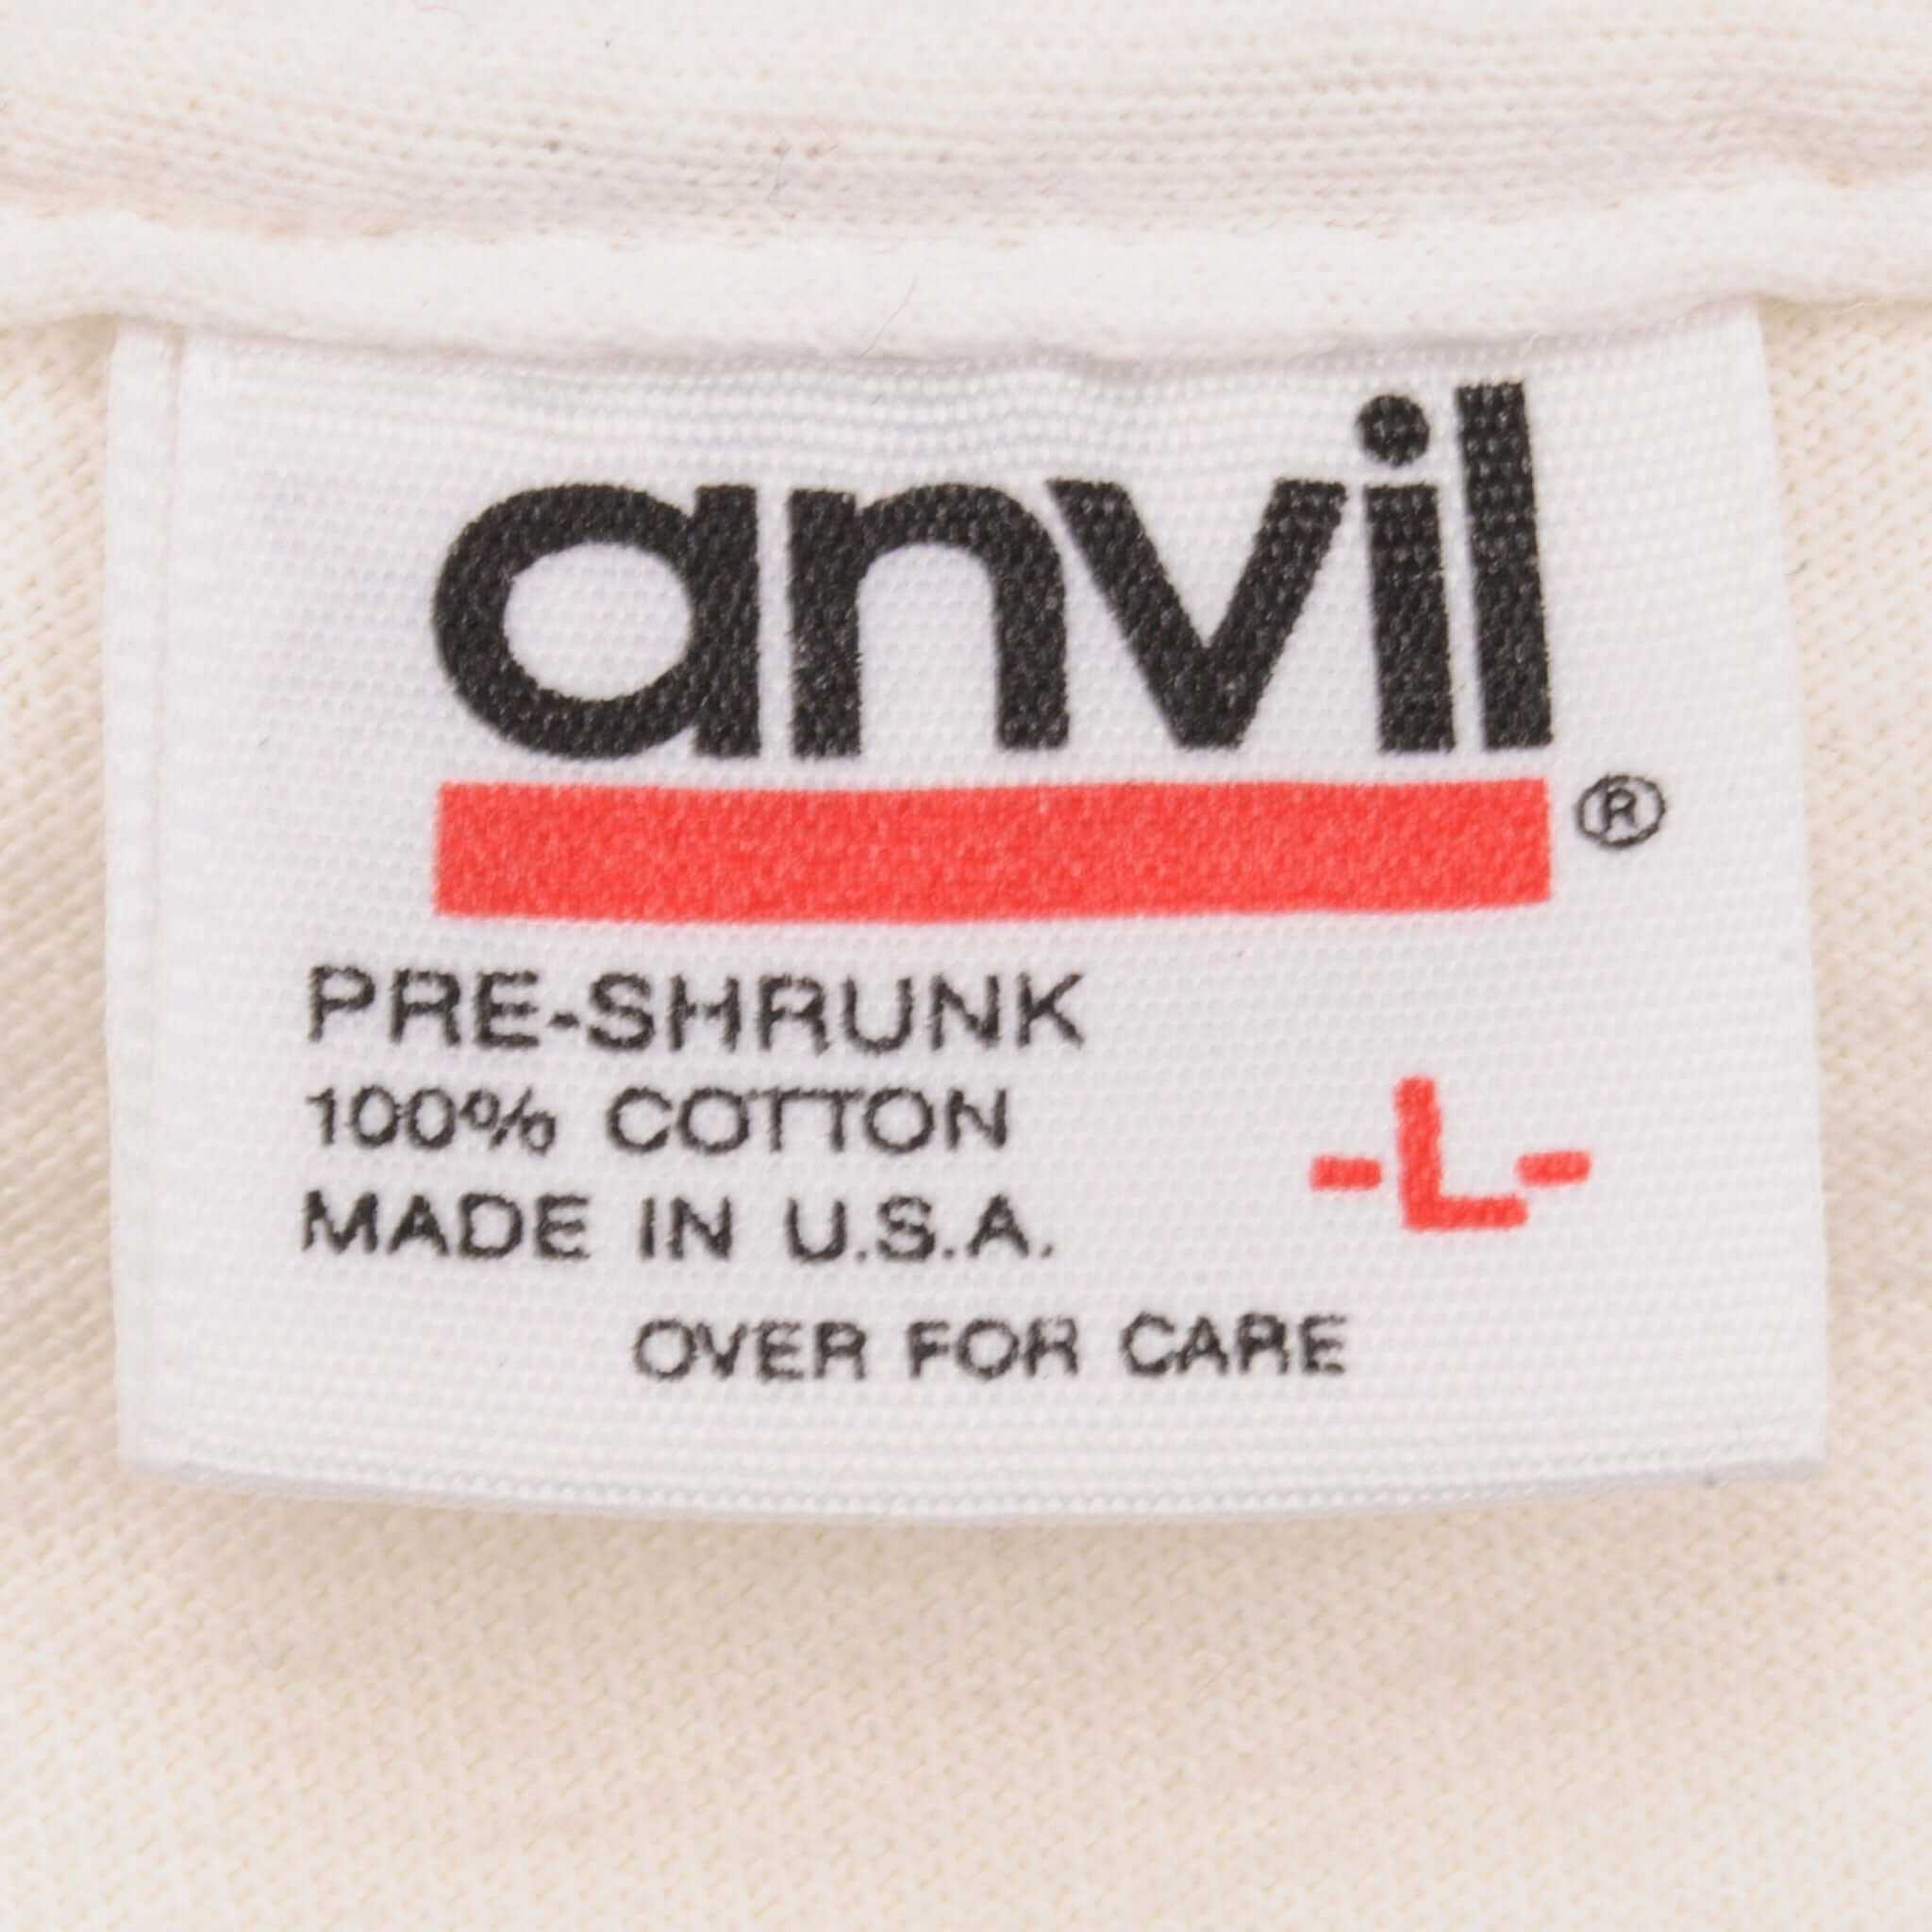 anvil®
PRE-SHRUNK
100% COTTON
MADE IN U.S.A.
-L-
OVER FOR CARE